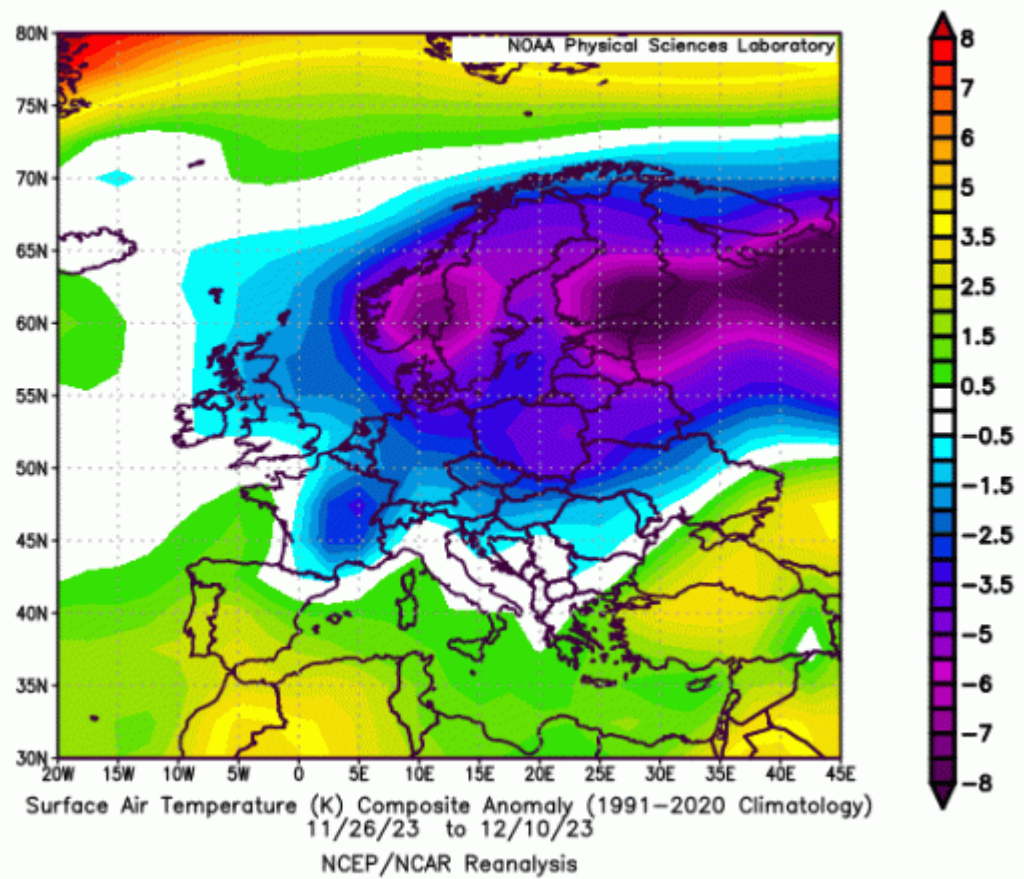 NOAA Physical Sciences Laboratory
80N
75N
70N
65N
60N
55N
50N
45N
40N
35N
30N
20W 15W 10W 5W 0 5E 10E 15E 20E 25E 30E 35E 40E 45E
8
7
6
5
3.5
2.5
1.5
0.5
−0.5
−1.5
−2.5
−3.5
−5
−6
−7
−8
Surface Air Temperature (K) Composite Anomaly (1991−2020 Climatology)
11/26/23 to 12/10/23
NCEP/NCAR Reanalysis